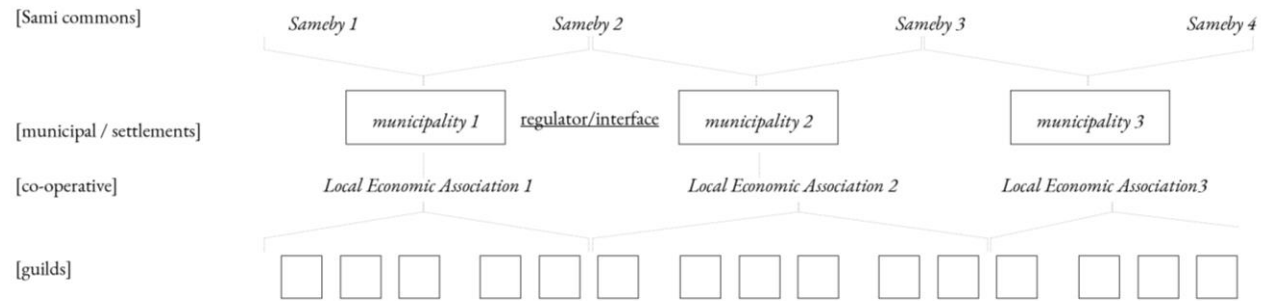 [Sami commons] Sameby 1 Sameby 2 Sameby 3 Sameby 4
[municipal / settlements] municipality 1 regulator/interface municipality 2 municipality 3
[co-operative] Local Economic Association 1 Local Economic Association 2 Local Economic Association3
[guilds]